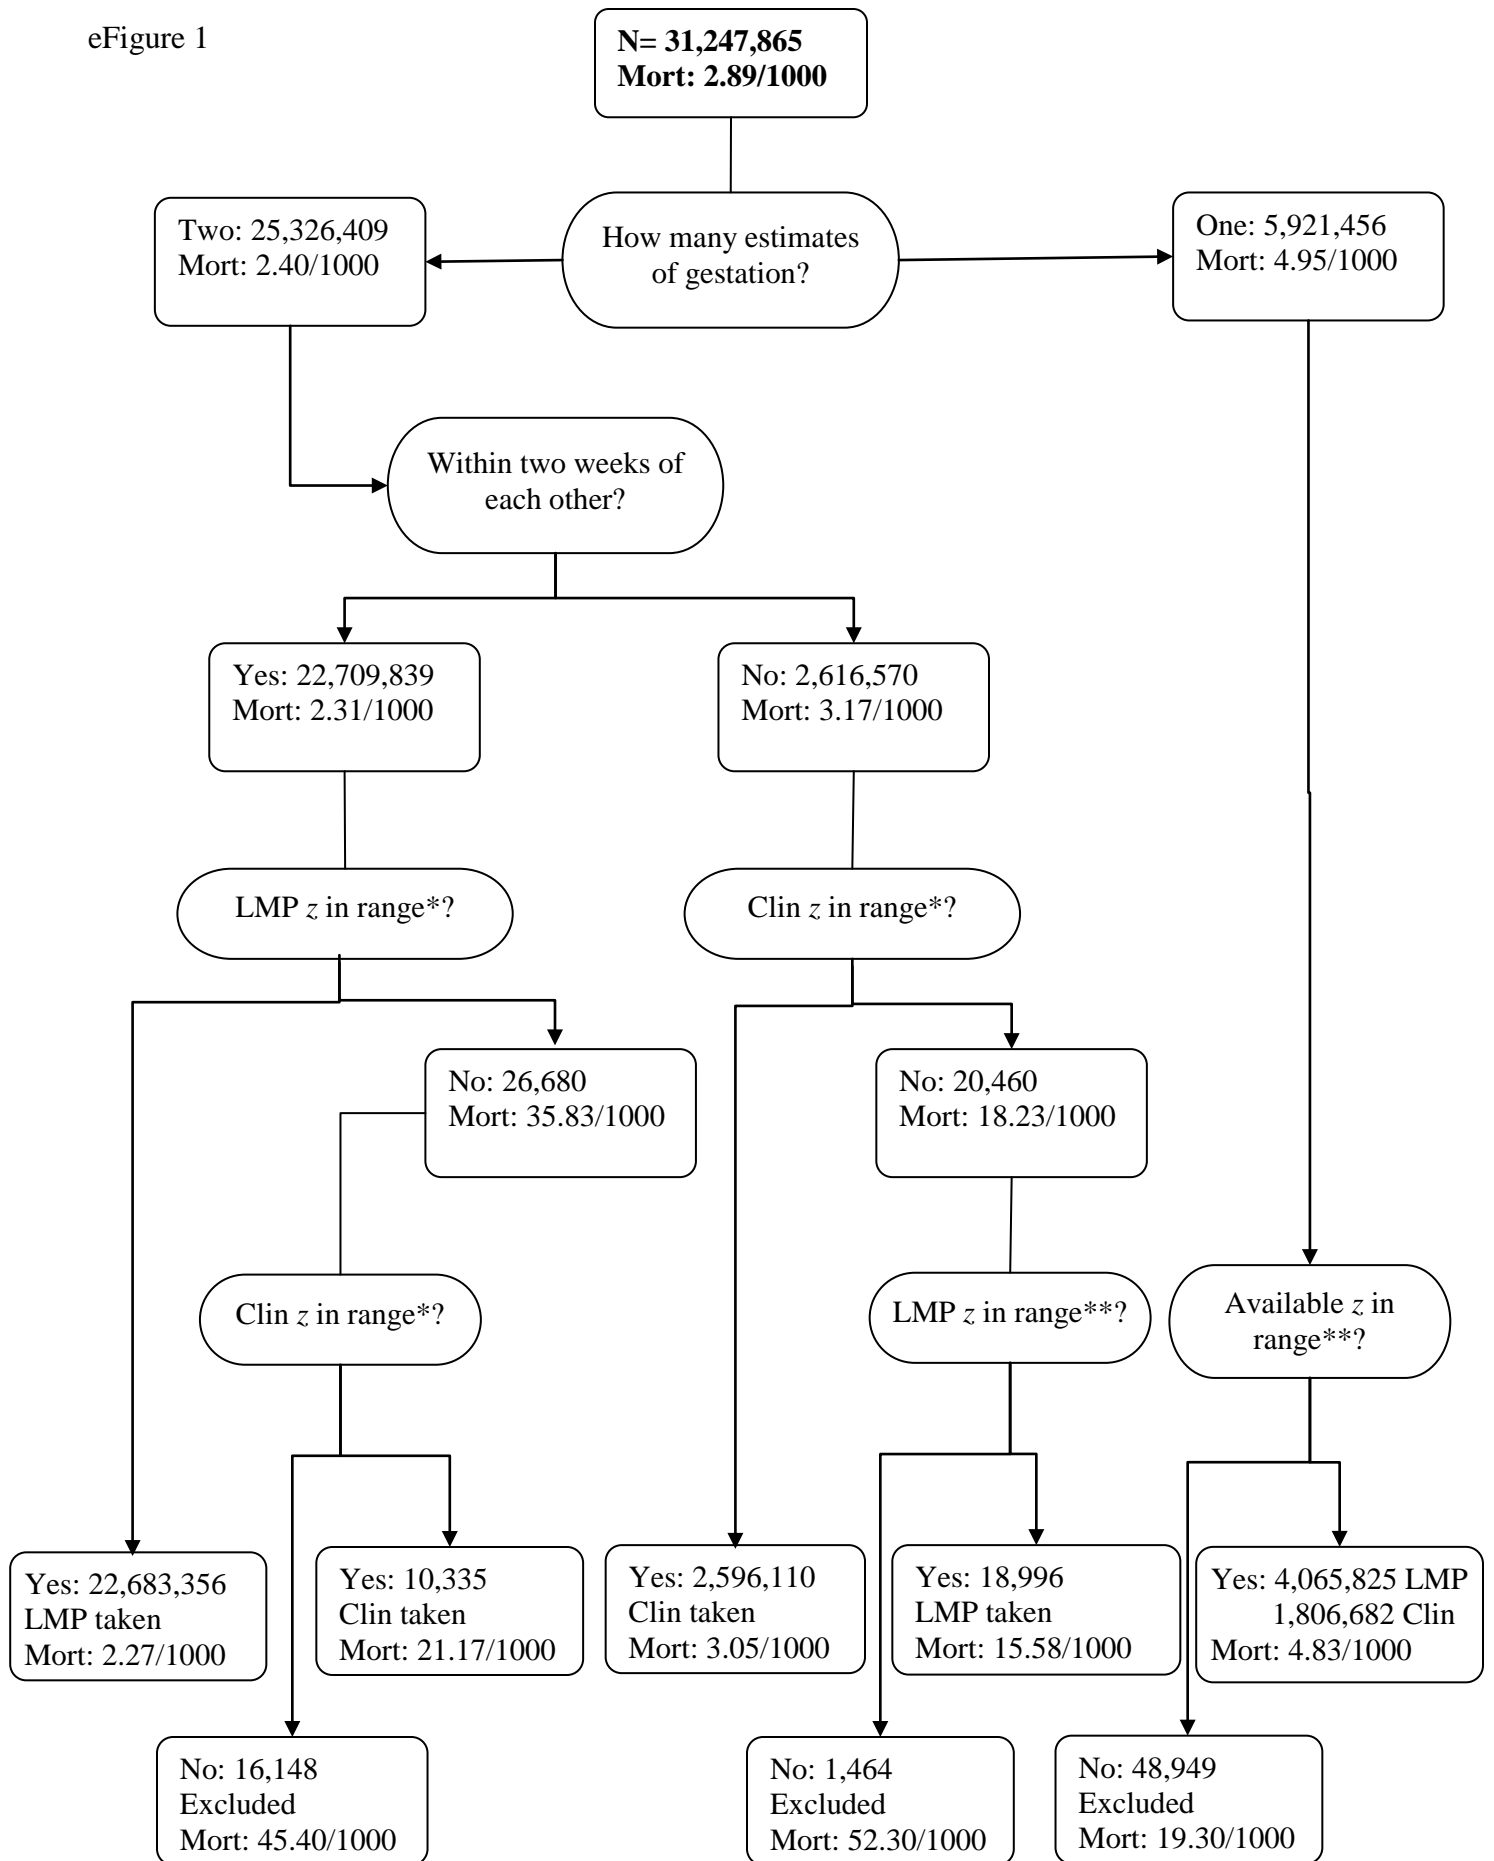 eFigure 1
N= 31,247,865
Mort: 2.89/1000
Two: 25,326,409
Mort: 2.40/1000
How many estimates
of gestation?
One: 5,921,456
Mort: 4.95/1000
Within two weeks of
each other?
Yes: 22,709,839
Mort: 2.31/1000
No: 2,616,570
Mort: 3.17/1000
LMP z in range*?
Clin z in range*?
No: 26,680
Mort: 35.83/1000
No: 20,460
Mort: 18.23/1000
Clin z in range*?
LMP z in range**?
Available z in
range**?
Yes: 22,683,356
LMP taken
Mort: 2.27/1000
Yes: 10,335
Clin taken
Mort: 21.17/1000
Yes: 2,596,110
Clin taken
Mort: 3.05/1000
Yes: 18,996
LMP taken
Mort: 15.58/1000
Yes: 4,065,825 LMP
1,806,682 Clin
Mort: 4.83/1000
No: 16,148
Excluded
Mort: 45.40/1000
No: 1,464
Excluded
Mort: 52.30/1000
No: 48,949
Excluded
Mort: 19.30/1000